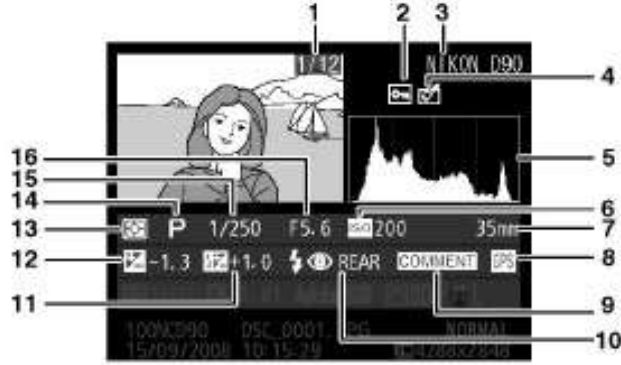 1 2 3
1/12 NIKON D90
4
5
16
15
14 6
13 P 1/250 F5.6 ISO 200 35mm 7
12 -1.3 +1.0 REAR COMMENT GPS 8
11 9
10
100NCD90 DSC_0001.JPG NORMAL
15/09/2008 10:15:29 4288x2848